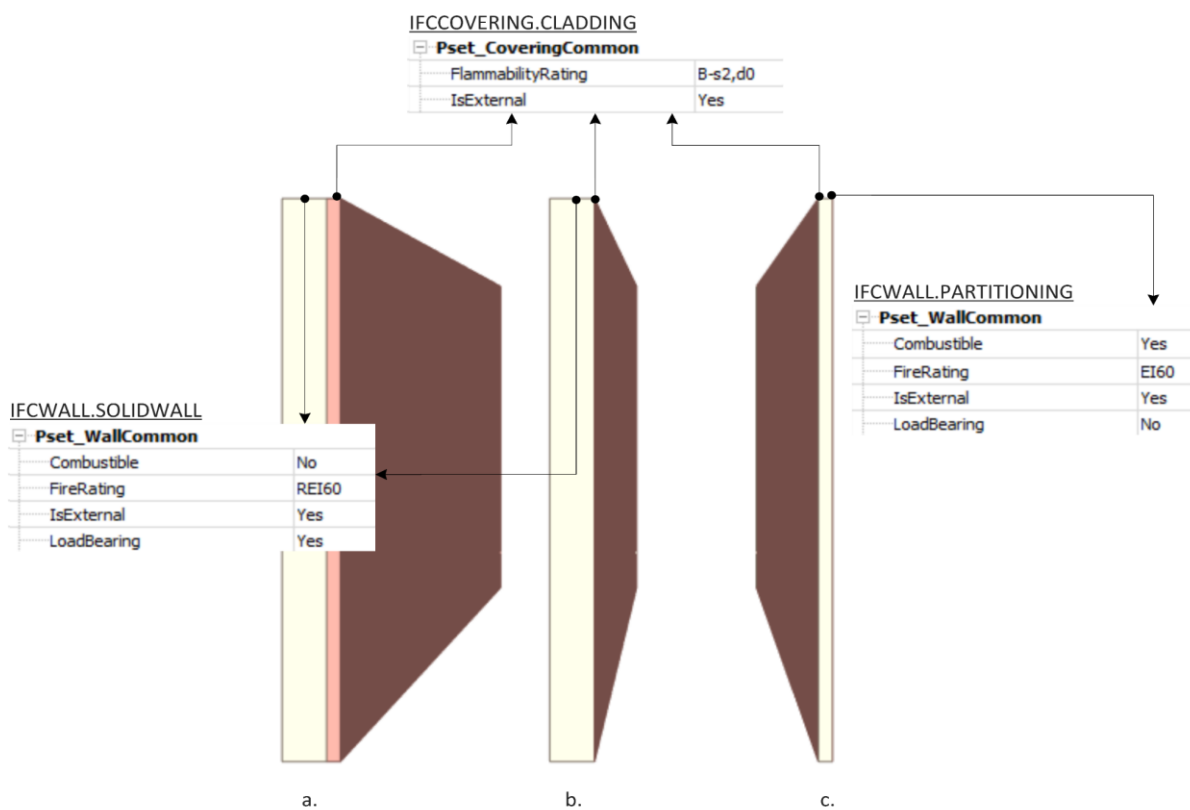 IFCCOVERING.CLADDING
Pset_CoveringCommon
FlammabilityRating B-s2,d0
IsExternal Yes
IFCWALL.PARTITIONING
Pset_WallCommon
Combustible Yes
FireRating EI60
IsExternal Yes
LoadBearing No
IFCWALL.SOLIDWALL
Pset_WallCommon
Combustible No
FireRating REI60
IsExternal Yes
LoadBearing Yes
a. b. c.